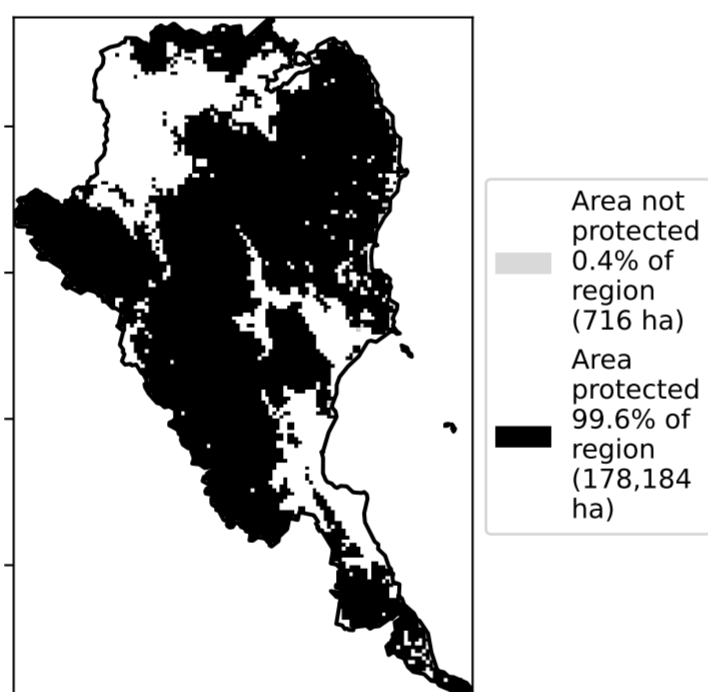 Area not
protected
0.4% of
region
(716 ha)
Area
protected
99.6% of
region
(178,184
ha)